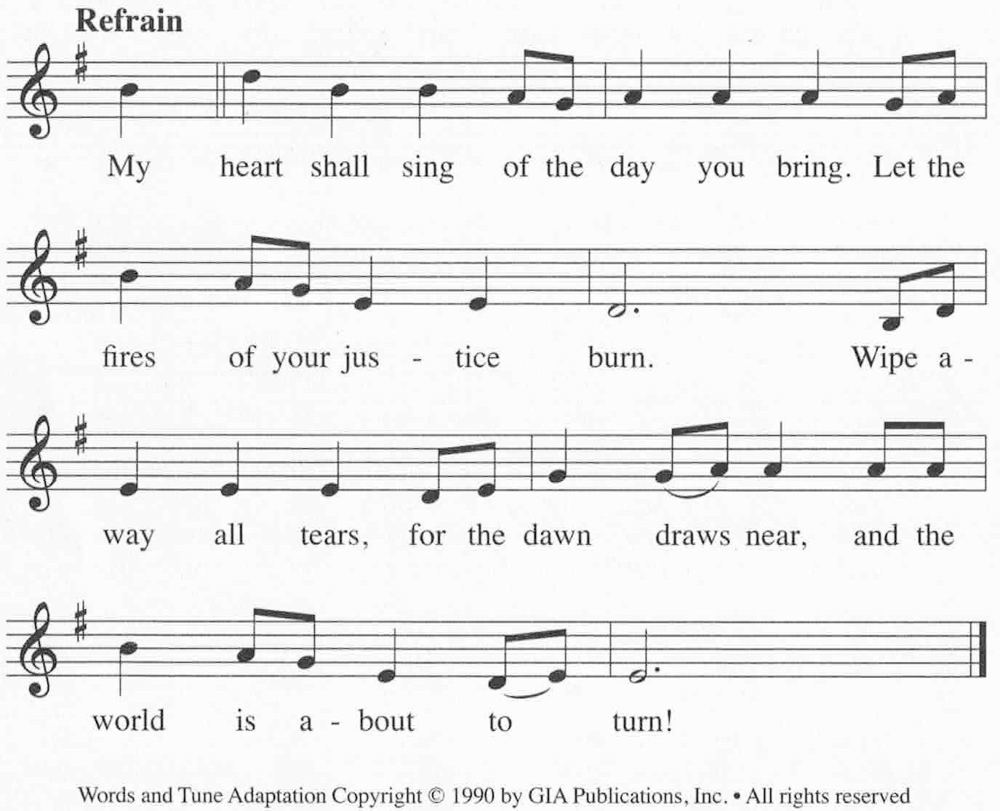 Refrain
My heart shall sing of the day you bring. Let the
fires of your jus - tice burn. Wipe a -
way all tears, for the dawn draws near, and the
world is a - bout to turn!
Words and Tune Adaptation Copyright © 1990 by GIA Publications, Inc. • All rights reserved